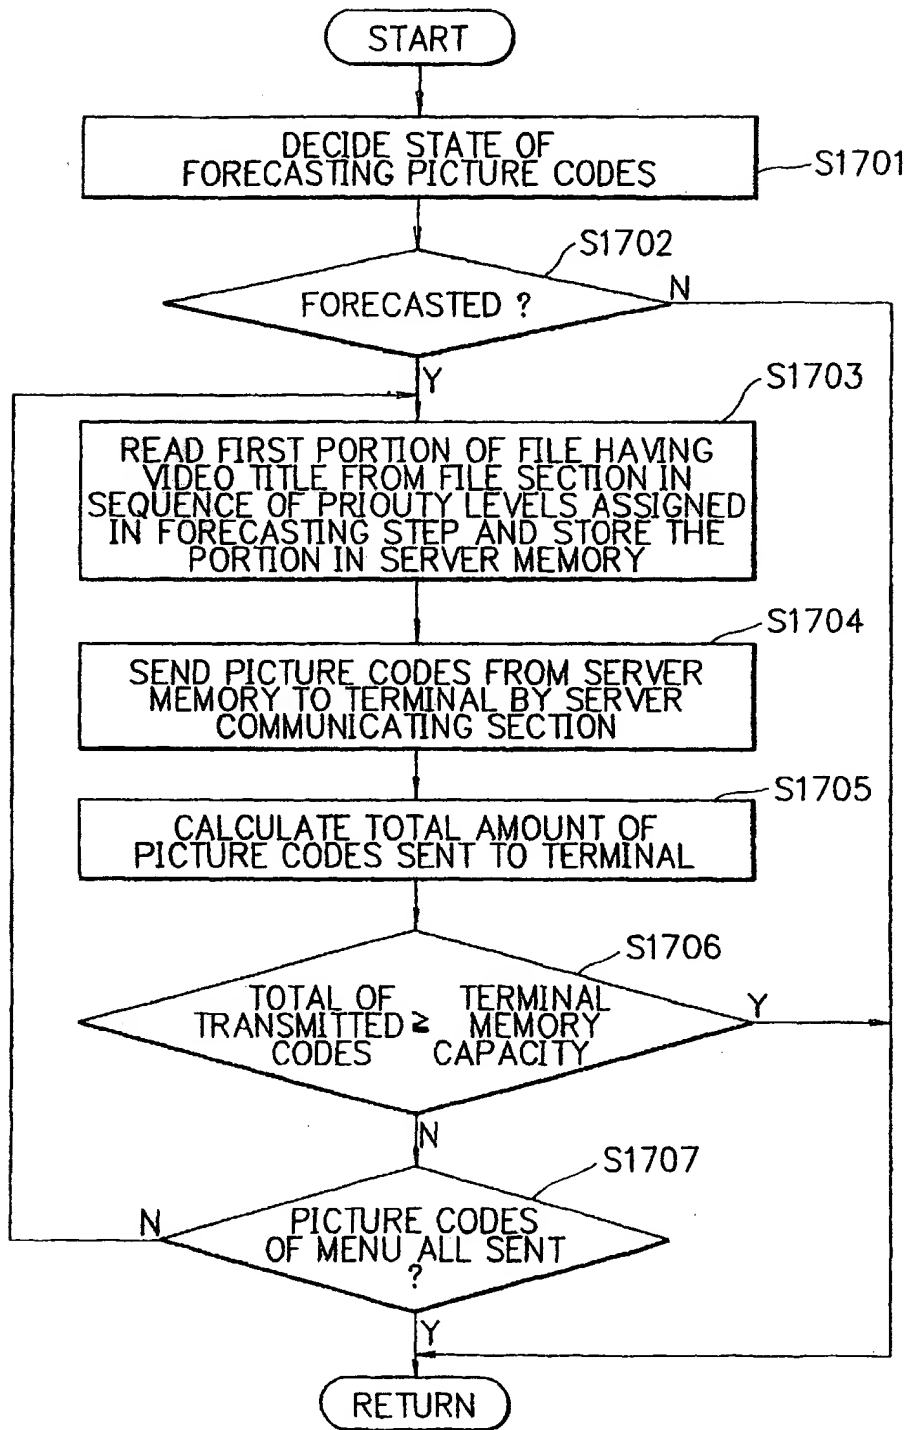 START
DECIDE STATE OF
FORECASTING PICTURE CODES
S1701
S1702
FORECASTED ?
N
Y
S1703
READ FIRST PORTION OF FILE HAVING
VIDEO TITLE FROM FILE SECTION IN
SEQUENCE OF PRIOUTY LEVELS ASSIGNED
IN FORECASTING STEP AND STORE THE
PORTION IN SERVER MEMORY
S1704
SEND PICTURE CODES FROM SERVER
MEMORY TO TERMINAL BY SERVER
COMMUNICATING SECTION
S1705
CALCULATE TOTAL AMOUNT OF
PICTURE CODES SENT TO TERMINAL
S1706
TOTAL OF TERMINAL
TRANSMITTED ≥ MEMORY
CODES CAPACITY
Y
N
S1707
PICTURE CODES
OF MENU ALL SENT
?
N
Y
RETURN